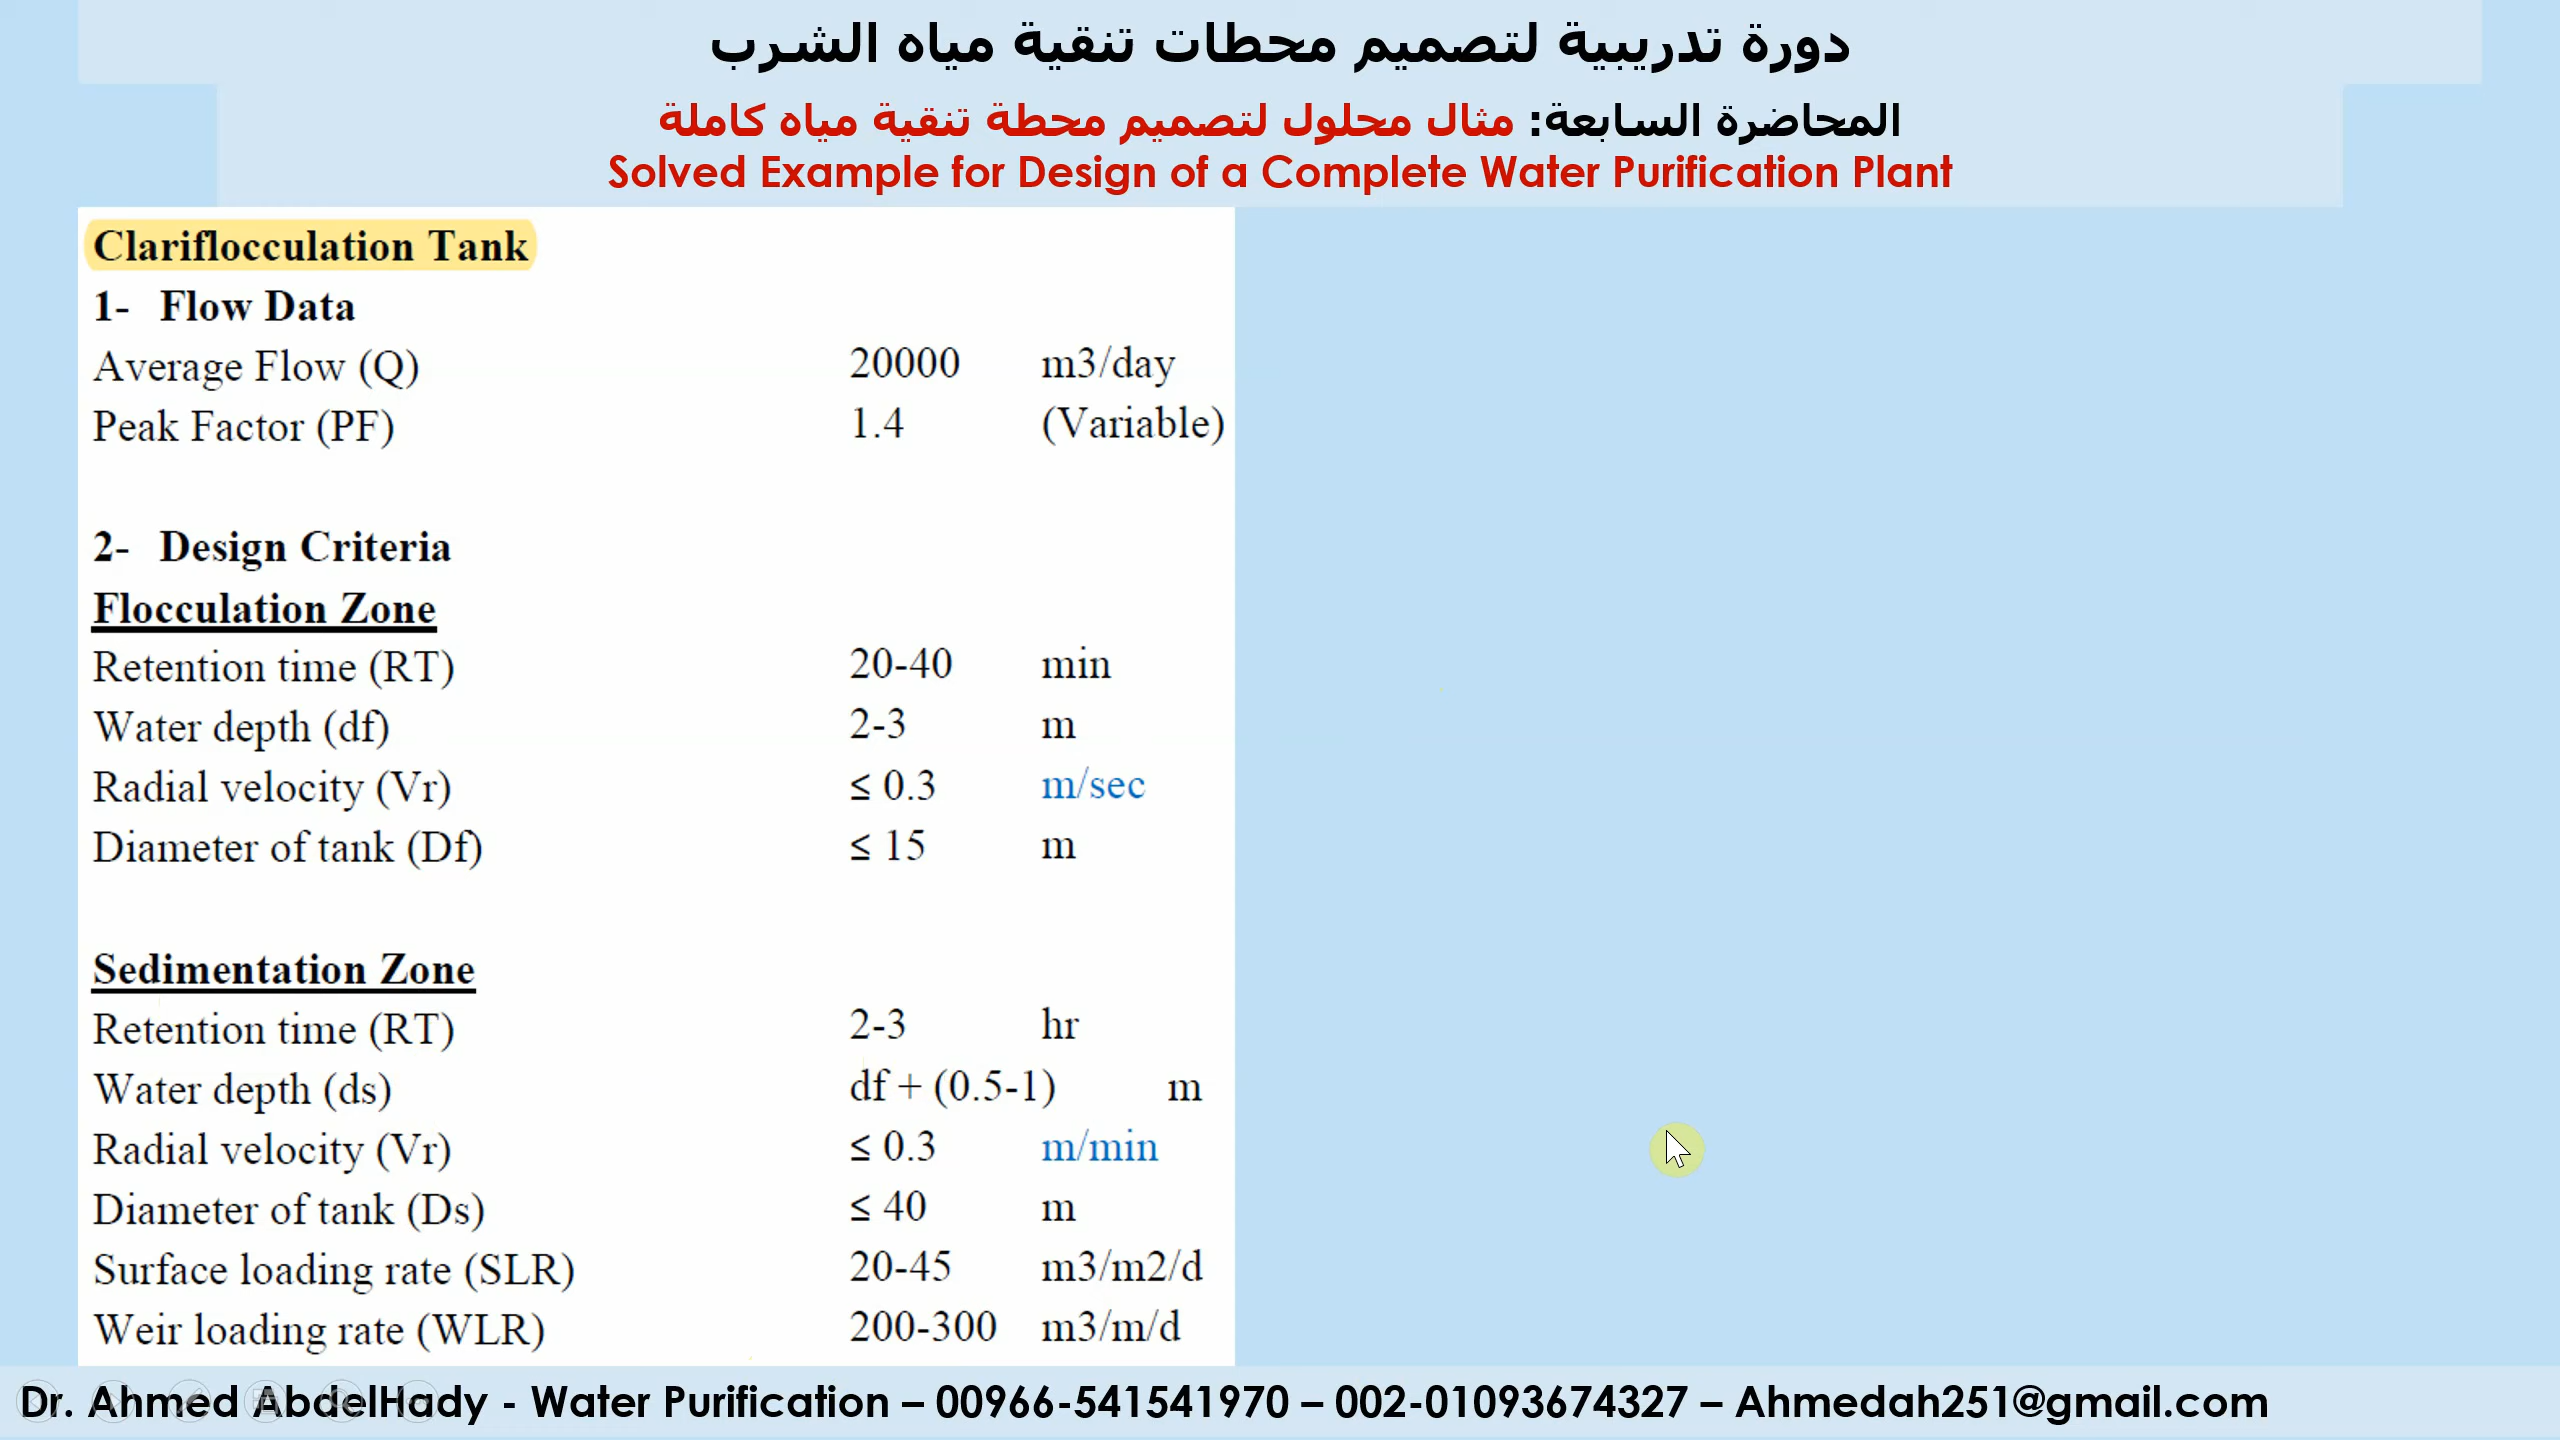 دورة تدريبية لتصميم محطات تنقية مياه الشرب
المحاضرة السابعة: مثال محلول لتصميم محطة تنقية مياه كاملة
Solved Example for Design of a Complete Water Purification Plant
Clariflocculation Tank
1- Flow Data
Average Flow (Q) 20000 m3/day
Peak Factor (PF) 1.4 (Variable)
2- Design Criteria
Flocculation Zone
Retention time (RT) 20-40 min
Water depth (df) 2-3 m
Radial velocity (Vr) ≤ 0.3 m/sec
Diameter of tank (Df) ≤ 15 m
Sedimentation Zone
Retention time (RT) 2-3 hr
Water depth (ds) df + (0.5-1) m
Radial velocity (Vr) ≤ 0.3 m/min
Diameter of tank (Ds) ≤ 40 m
Surface loading rate (SLR) 20-45 m3/m2/d
Weir loading rate (WLR) 200-300 m3/m/d
Dr. Ahmed AbdelHady - Water Purification – 00966-541541970 – 002-01093674327 – Ahmedah251@gmail.com